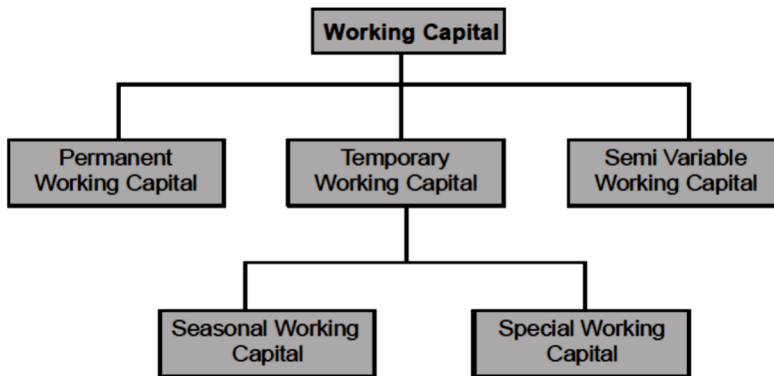 Working Capital
Permanent
Working Capital
Temporary
Working Capital
Semi Variable
Working Capital
Seasonal Working
Capital
Special Working
Capital